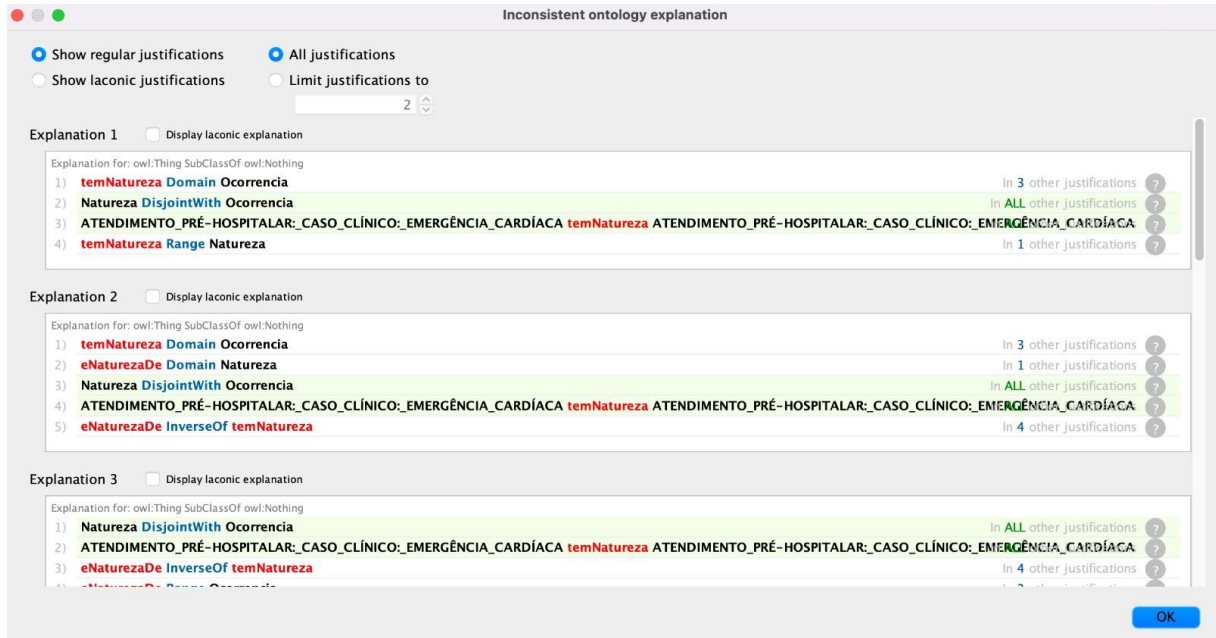 Inconsistent ontology explanation
Show regular justifications All justifications
Show laconic justifications Limit justifications to
2
Explanation 1 Display laconic explanation
Explanation for: owl:Thing SubClassOf owl:Nothing
1) temNatureza Domain Ocorrencia In 3 other justifications ?
2) Natureza DisjointWith Ocorrencia In ALL other justifications ?
3) ATENDIMENTO_PRÉ-HOSPITALAR:_CASO_CLÍNICO:_EMERGÊNCIA_CARDÍACA temNatureza ATENDIMENTO_PRÉ-HOSPITALAR:_CASO_CLÍNICO:_EMERGÊNCIA_CARDÍACA ?
4) temNatureza Range Natureza In 1 other justifications ?
Explanation 2 Display laconic explanation
Explanation for: owl:Thing SubClassOf owl:Nothing
1) temNatureza Domain Ocorrencia In 3 other justifications ?
2) eNaturezaDe Domain Natureza In 1 other justifications ?
3) Natureza DisjointWith Ocorrencia In ALL other justifications ?
4) ATENDIMENTO_PRÉ-HOSPITALAR:_CASO_CLÍNICO:_EMERGÊNCIA_CARDÍACA temNatureza ATENDIMENTO_PRÉ-HOSPITALAR:_CASO_CLÍNICO:_EMERGÊNCIA_CARDÍACA ?
5) eNaturezaDe InverseOf temNatureza In 4 other justifications ?
Explanation 3 Display laconic explanation
Explanation for: owl:Thing SubClassOf owl:Nothing
1) Natureza DisjointWith Ocorrencia In ALL other justifications ?
2) ATENDIMENTO_PRÉ-HOSPITALAR:_CASO_CLÍNICO:_EMERGÊNCIA_CARDÍACA temNatureza ATENDIMENTO_PRÉ-HOSPITALAR:_CASO_CLÍNICO:_EMERGÊNCIA_CARDÍACA ?
3) eNaturezaDe InverseOf temNatureza In 4 other justifications ?
OK